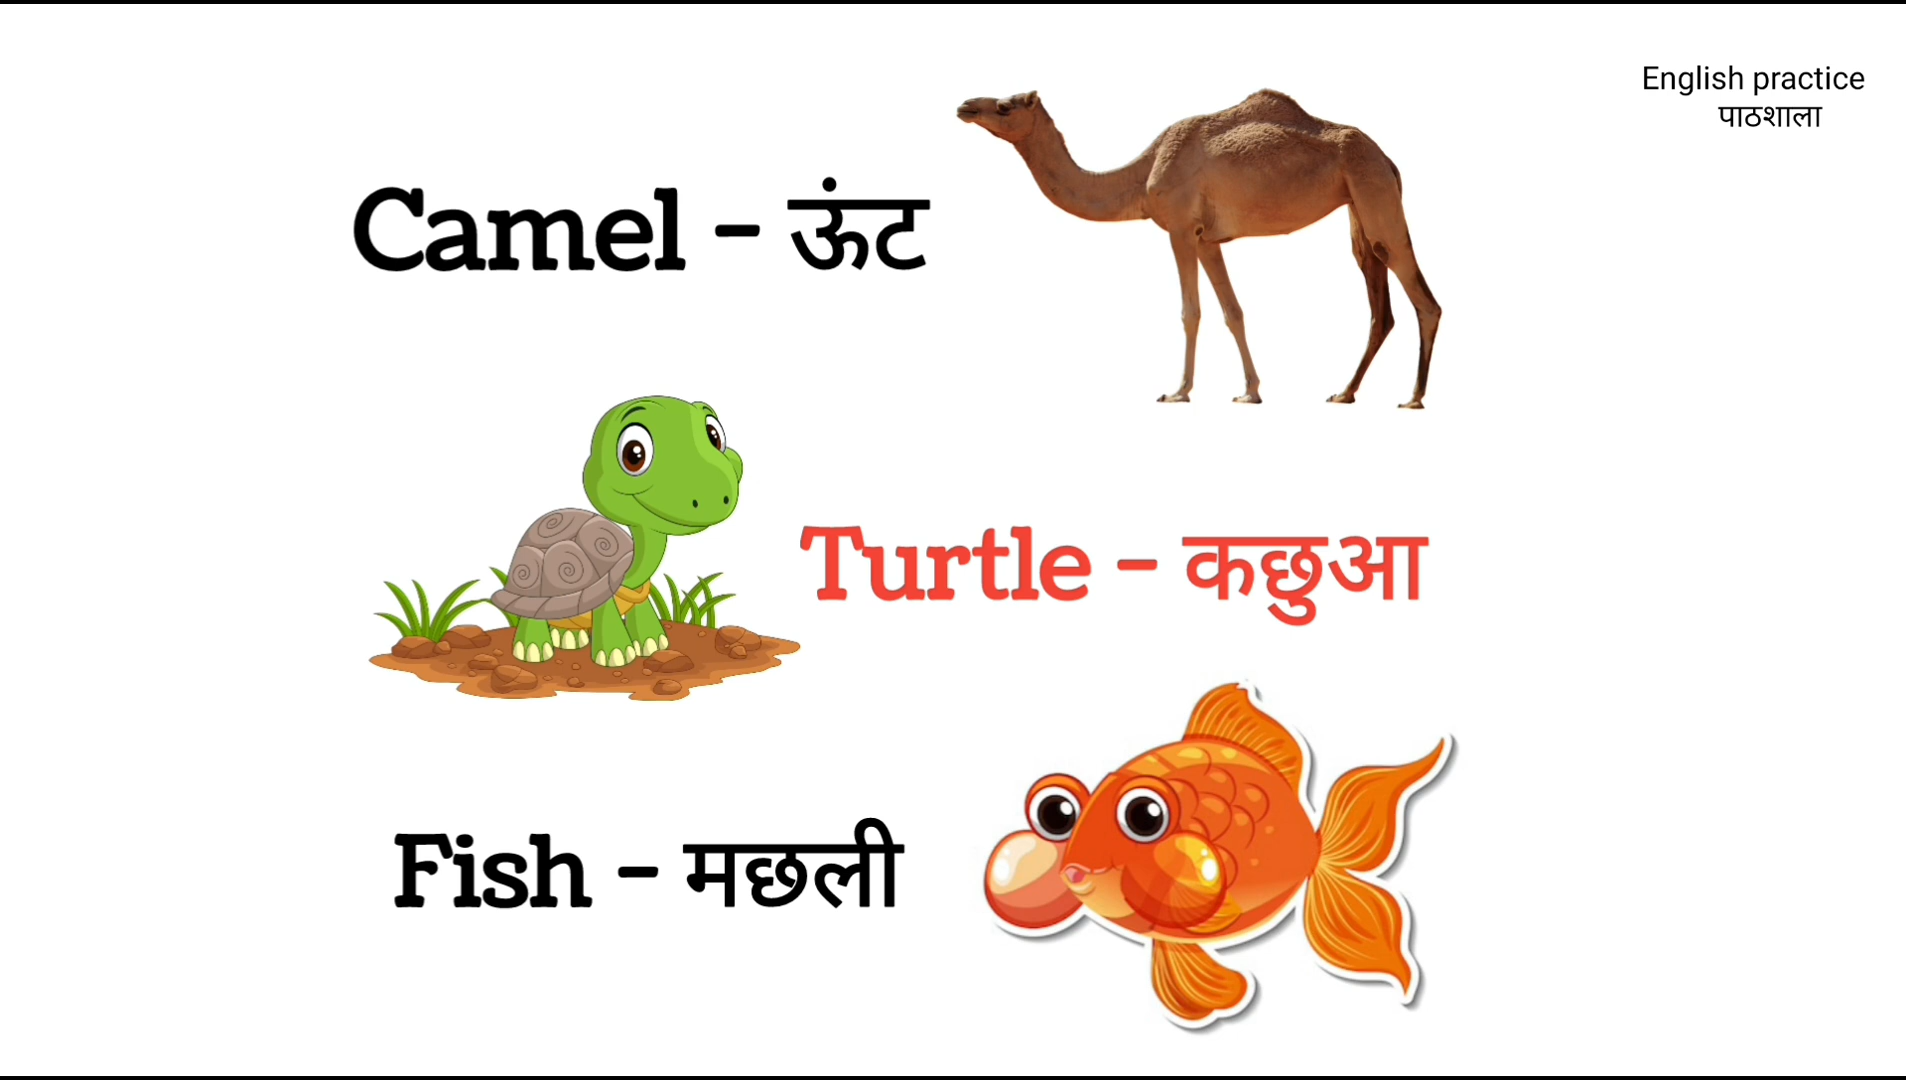 English practice
पाठशाला
Camel - ऊंट
Turtle - कछुआ
Fish - मछली